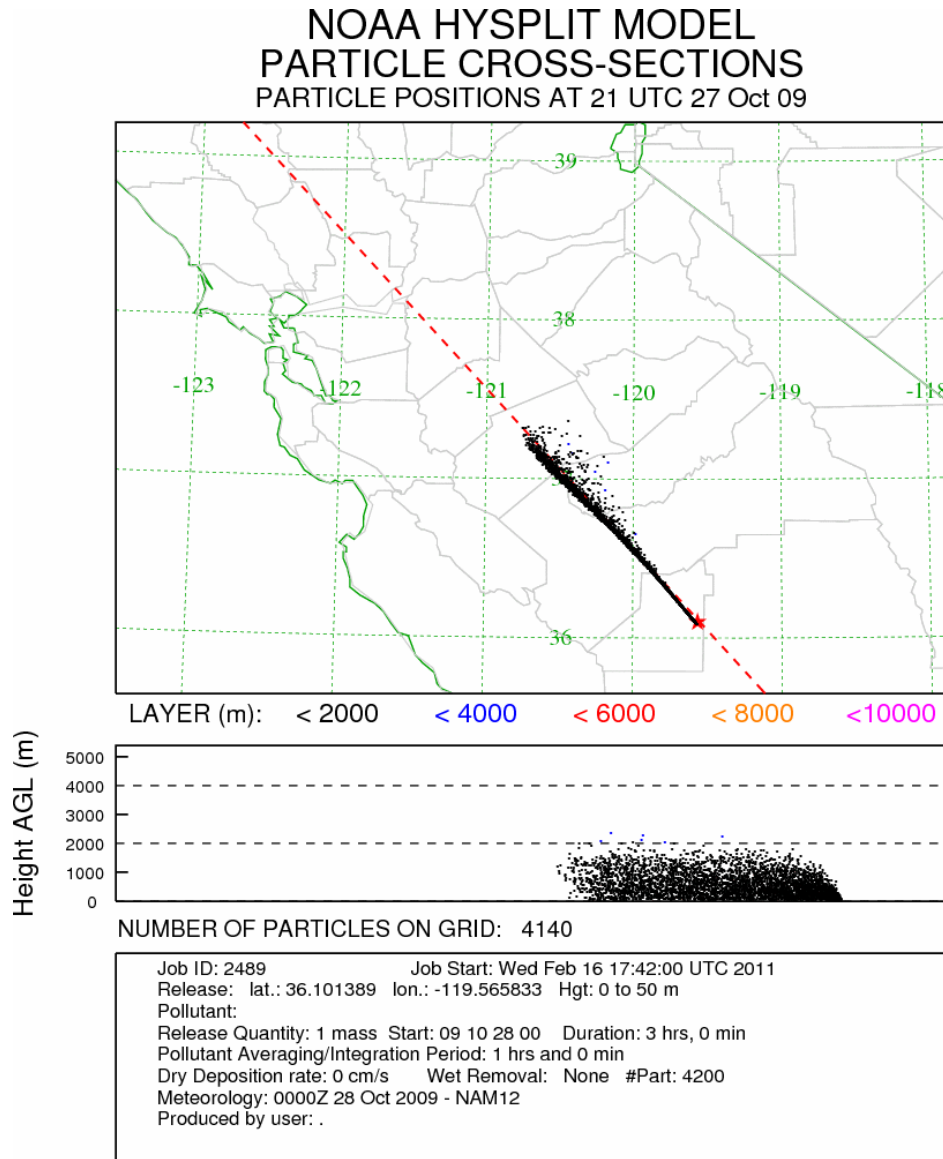 NOAA HYSPLIT MODEL
PARTICLE CROSS-SECTIONS
PARTICLE POSITIONS AT 21 UTC 27 Oct 09
39
38
-123 -122 -121 -120 -119 -118
36
LAYER (m): < 2000 < 4000 < 6000 < 8000 <10000
Height AGL (m)
5000
4000
3000
2000
1000
0
NUMBER OF PARTICLES ON GRID: 4140
Job ID: 2489 Job Start: Wed Feb 16 17:42:00 UTC 2011
Release: lat.: 36.101389 lon.: -119.565833 Hgt: 0 to 50 m
Pollutant:
Release Quantity: 1 mass Start: 09 10 28 00 Duration: 3 hrs, 0 min
Pollutant Averaging/Integration Period: 1 hrs and 0 min
Dry Deposition rate: 0 cm/s Wet Removal: None #Part: 4200
Meteorology: 0000Z 28 Oct 2009 - NAM12
Produced by user: .